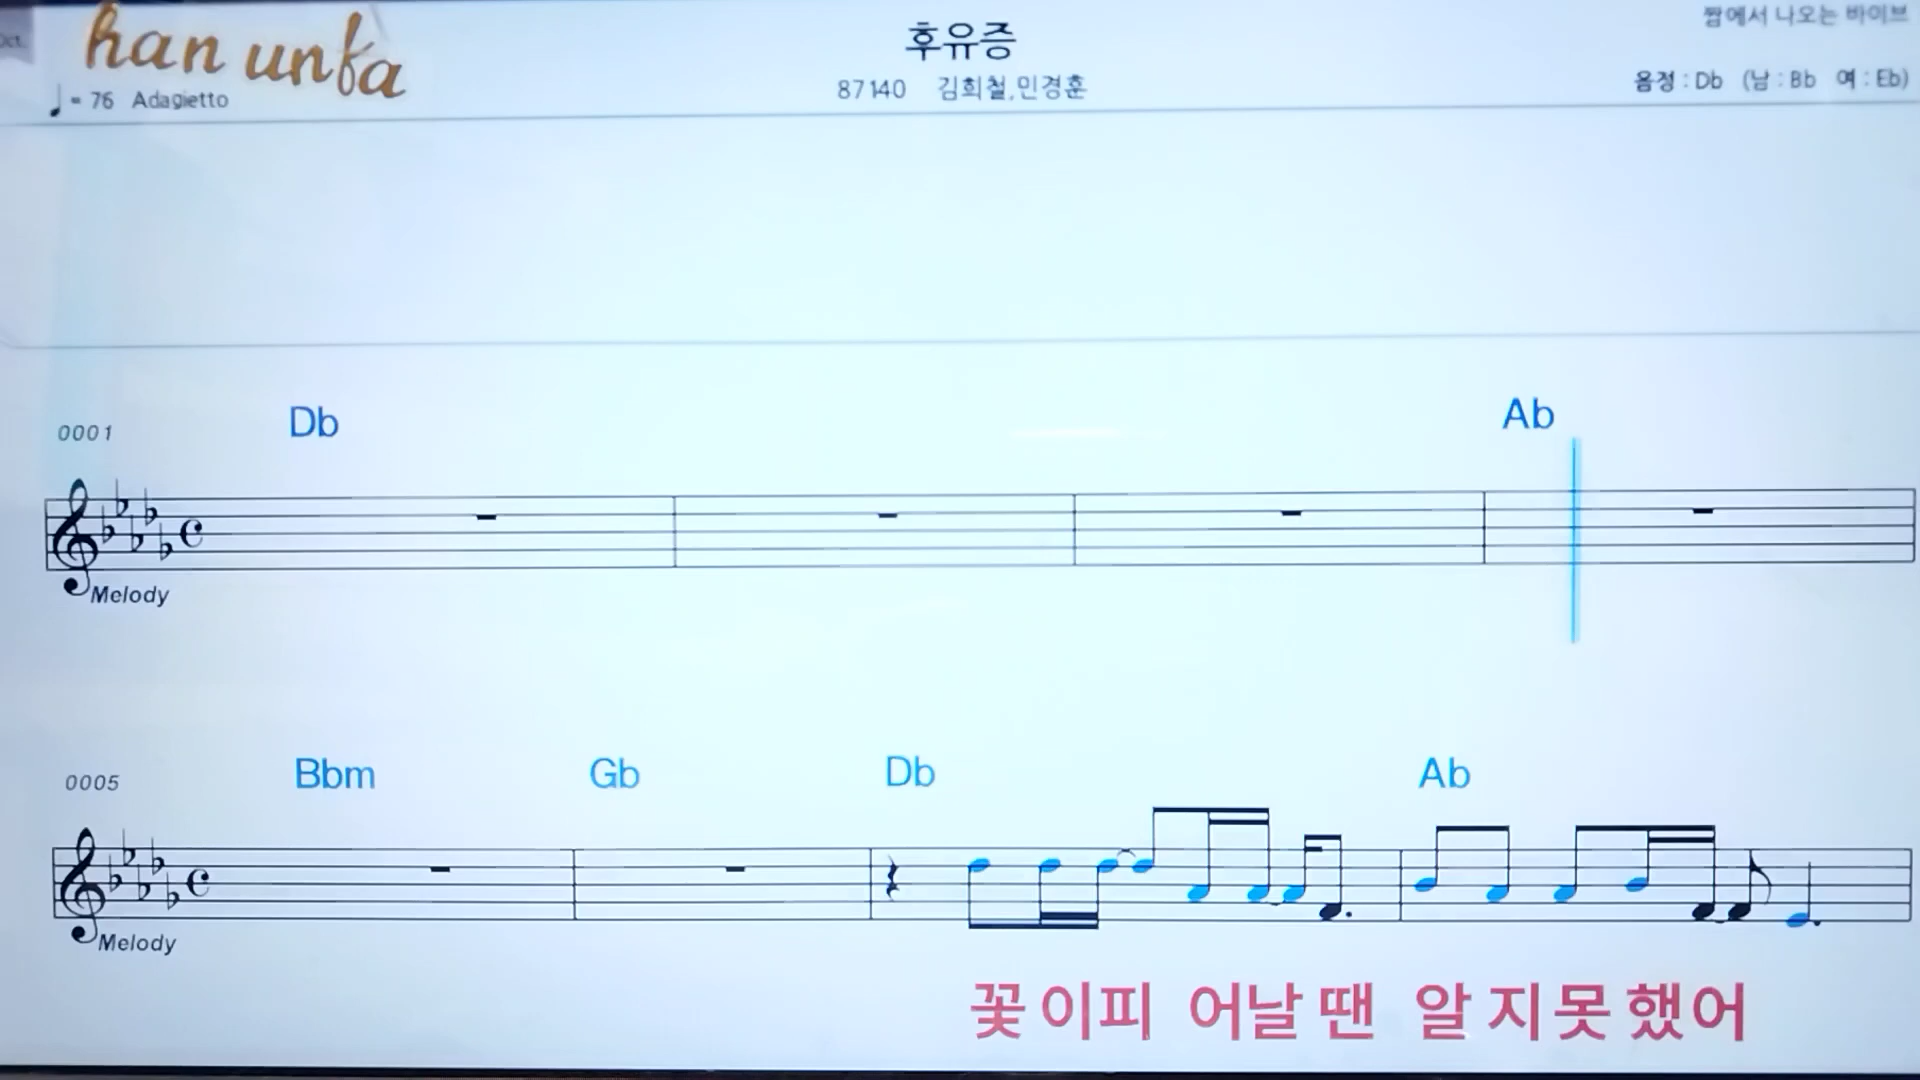 Oct.
han unfa
후유증
짬에서 나오는 바이브
87140 김희철,민경훈
음정 : Db (남 : Bb 여 : Eb)
♩ = 76 Adagietto
0001 Db Ab
Melody
0005 Bbm Gb Db Ab
Melody
꽃이피 어날땐 알지못했어